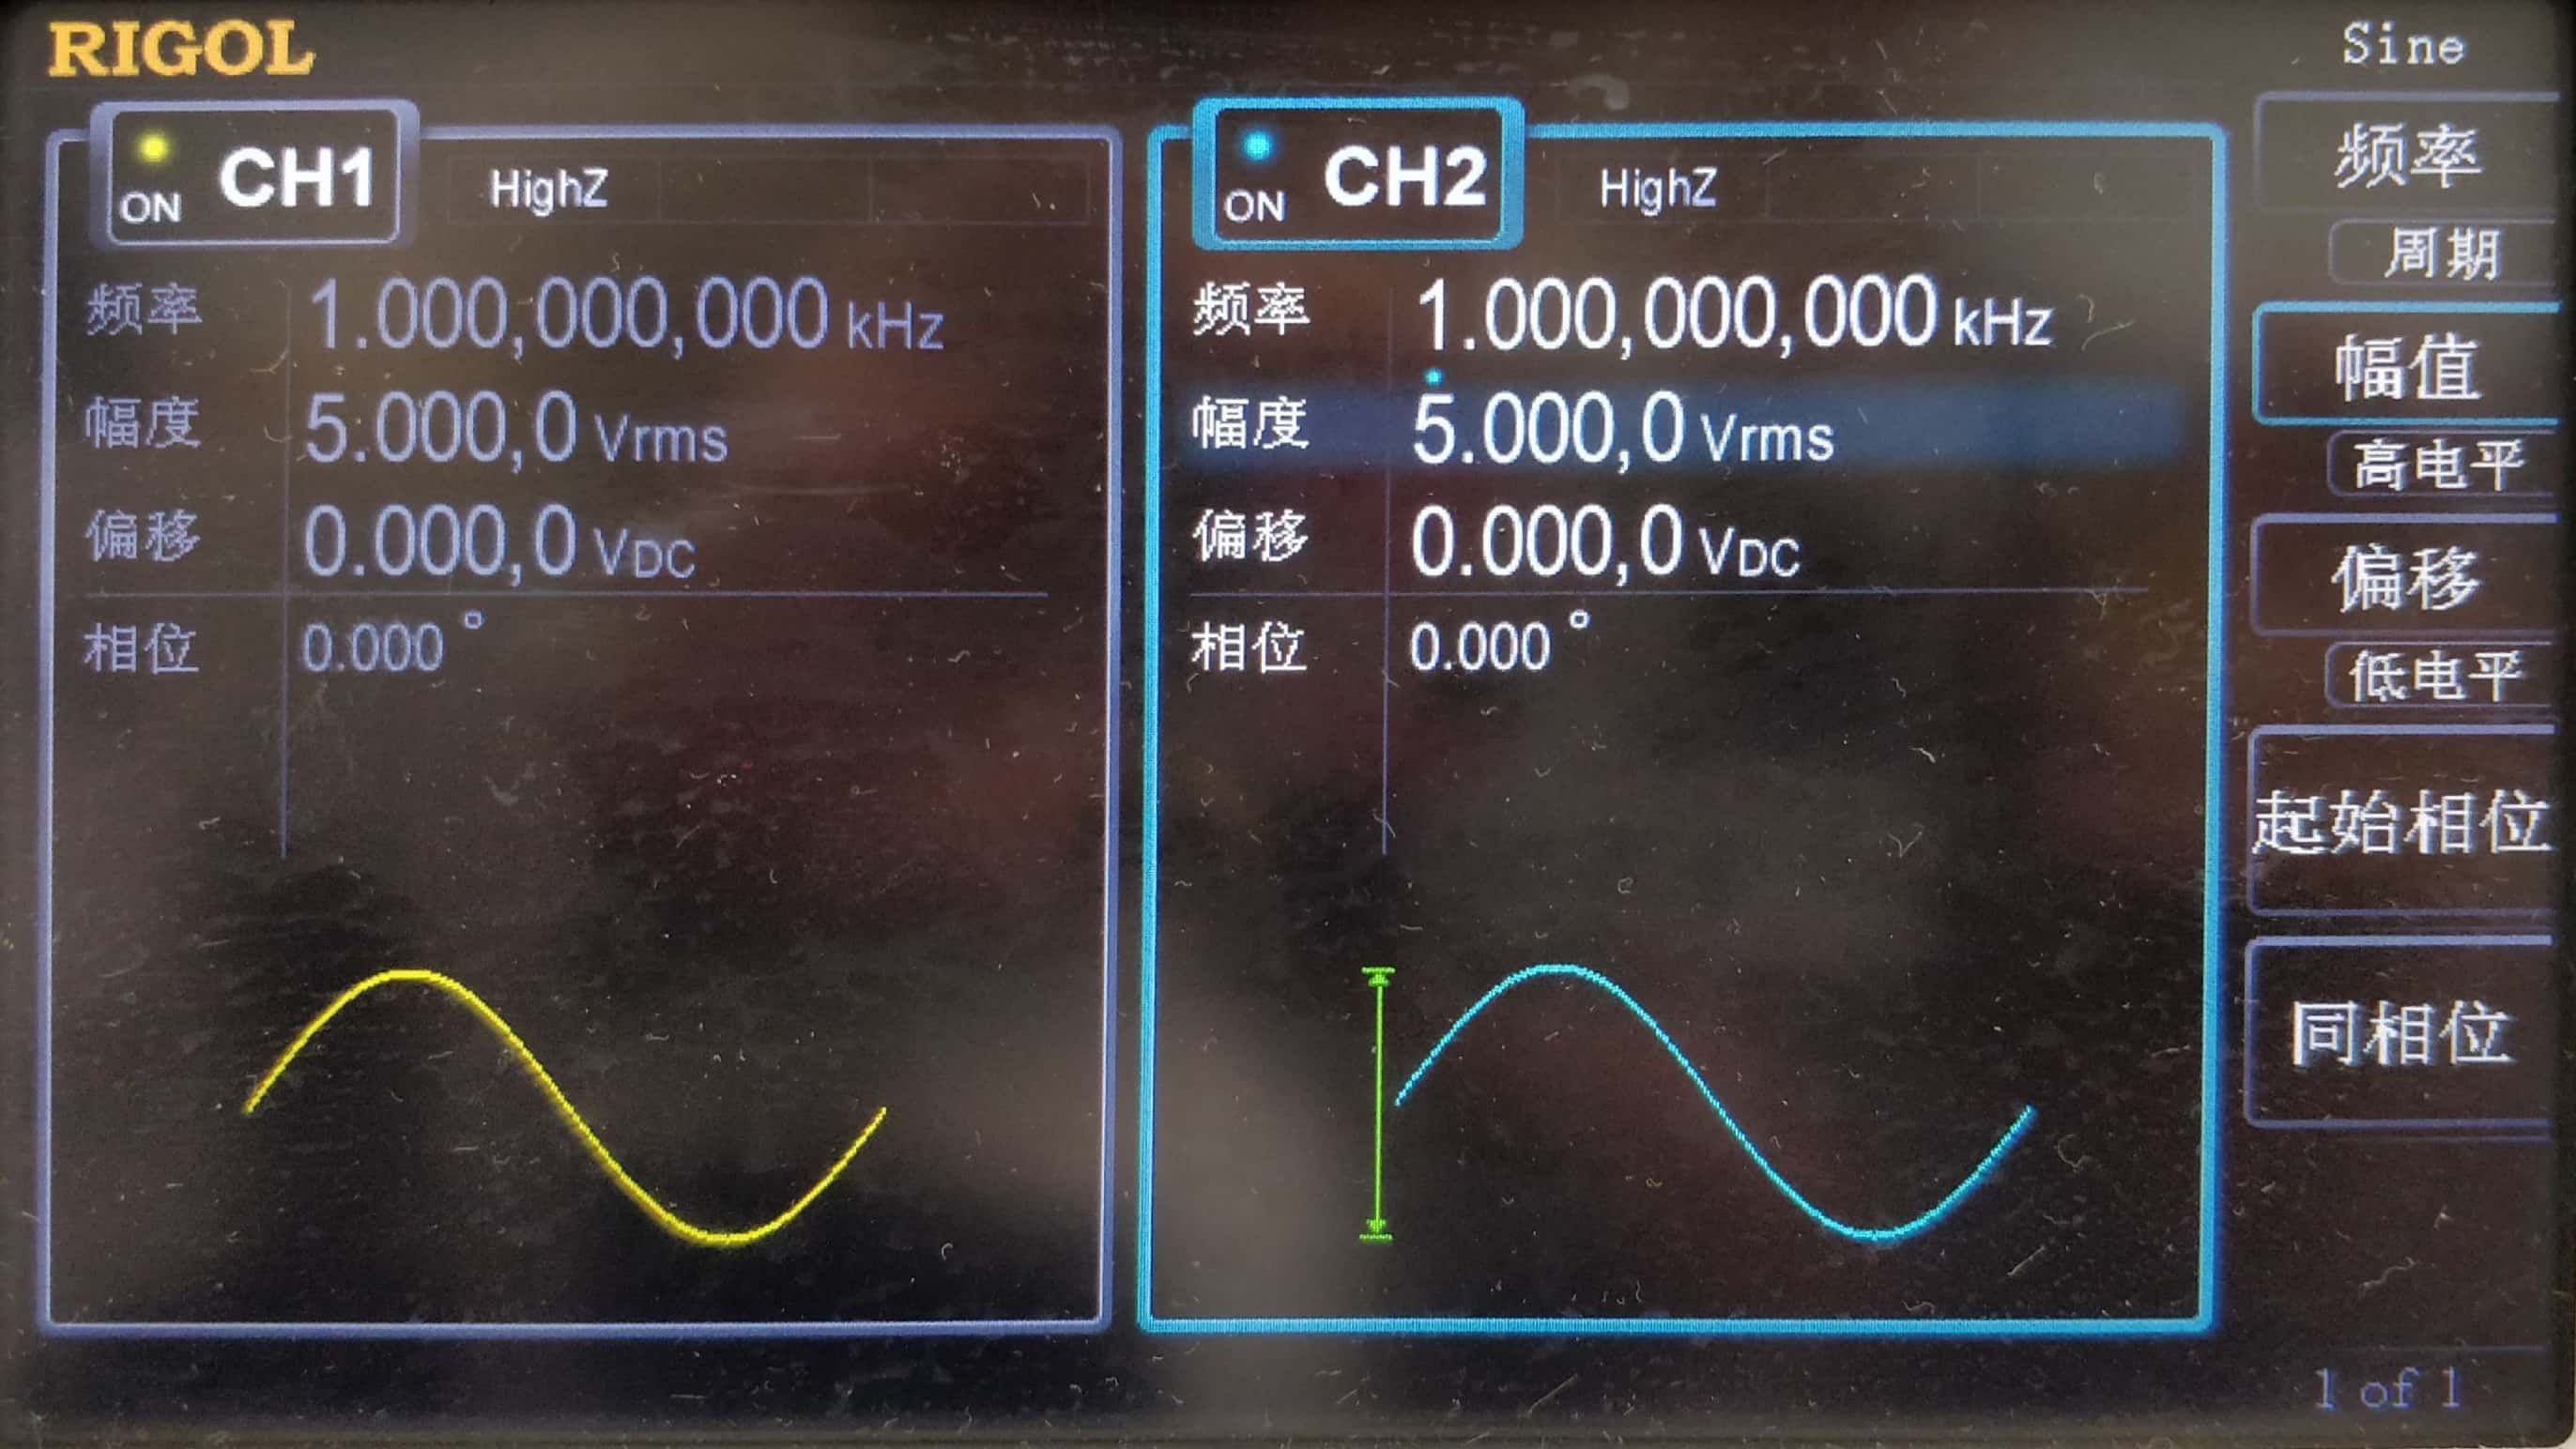 RIGOL
Sine
ON CH1 HighZ
频率 1.000,000,000 kHz
幅度 5.000,0 Vrms
偏移 0.000,0 VDC
相位 0.000 °
ON CH2 HighZ
频率 1.000,000,000 kHz
幅度 5.000,0 Vrms
偏移 0.000,0 VDC
相位 0.000 °
频率
周期
幅值
高电平
偏移
低电平
起始相位
同相位
1 of 1